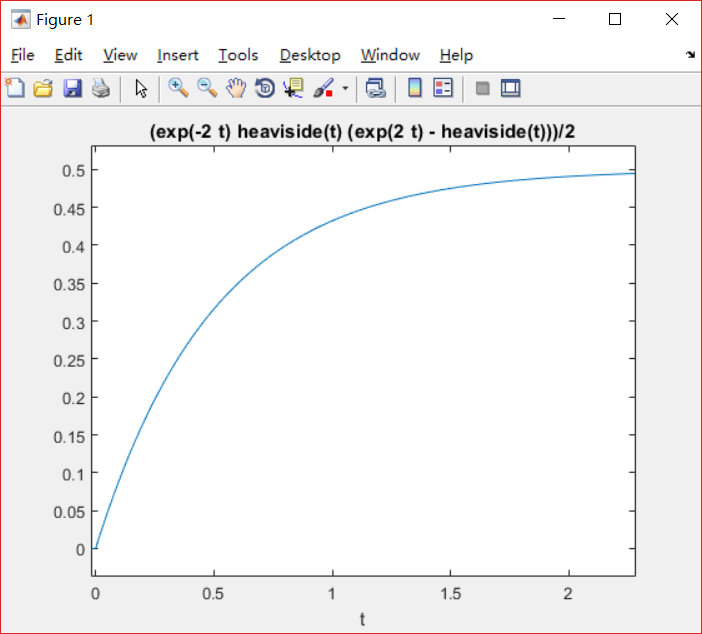 Figure 1
File Edit View Insert Tools Desktop Window Help
(exp(-2 t) heaviside(t) (exp(2 t) - heaviside(t)))/2
0.5
0.45
0.4
0.35
0.3
0.25
0.2
0.15
0.1
0.05
0
0 0.5 1 1.5 2
t